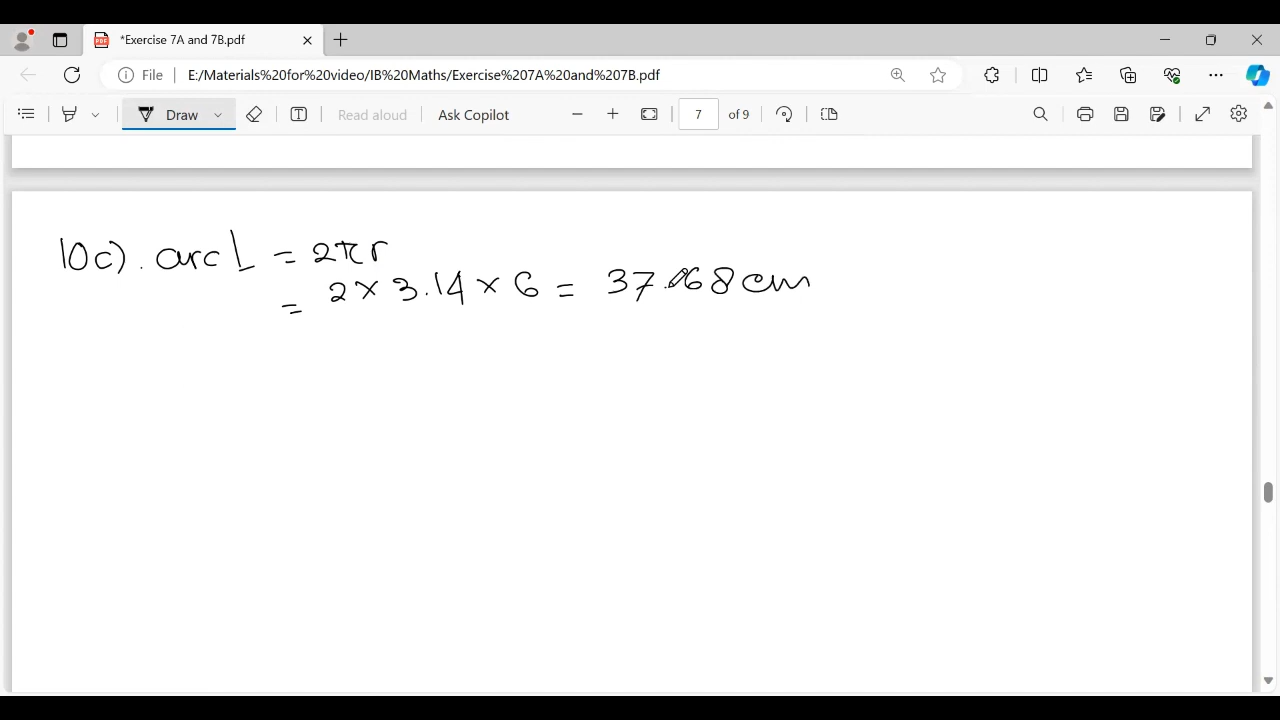 *Exercise 7A and 7B.pdf
File E:/Materials%20for%20video/IB%20Maths/Exercise%207A%20and%207B.pdf
Draw Read aloud Ask Copilot 7 of 9
10c). arc L = 2πr
= 2 × 3.14 × 6 = 37.68 cm